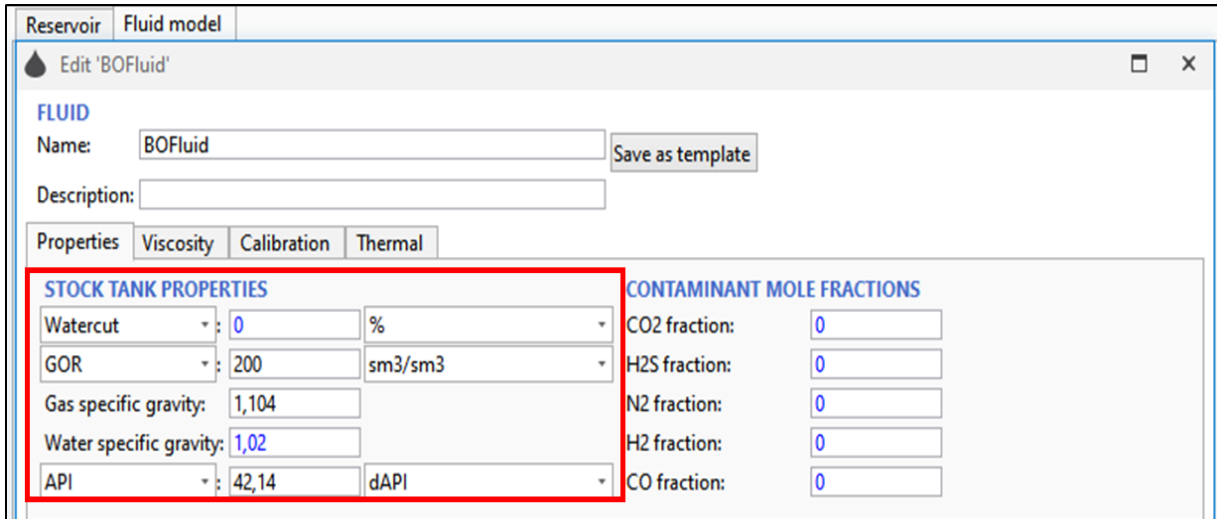 Reservoir Fluid model
Edit 'BOFluid'
FLUID
Name: BOFluid Save as template
Description:
Properties Viscosity Calibration Thermal
STOCK TANK PROPERTIES CONTAMINANT MOLE FRACTIONS
Watercut : 0 % CO2 fraction: 0
GOR : 200 sm3/sm3 H2S fraction: 0
Gas specific gravity: 1,104 N2 fraction: 0
Water specific gravity: 1,02 H2 fraction: 0
API : 42,14 dAPI CO fraction: 0